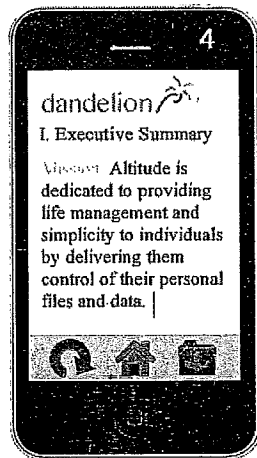 4
dandelion
I. Executive Summary
Altitude is
dedicated to providing
life management and
simplicity to individuals
by delivering them
control of their personal
files and data.